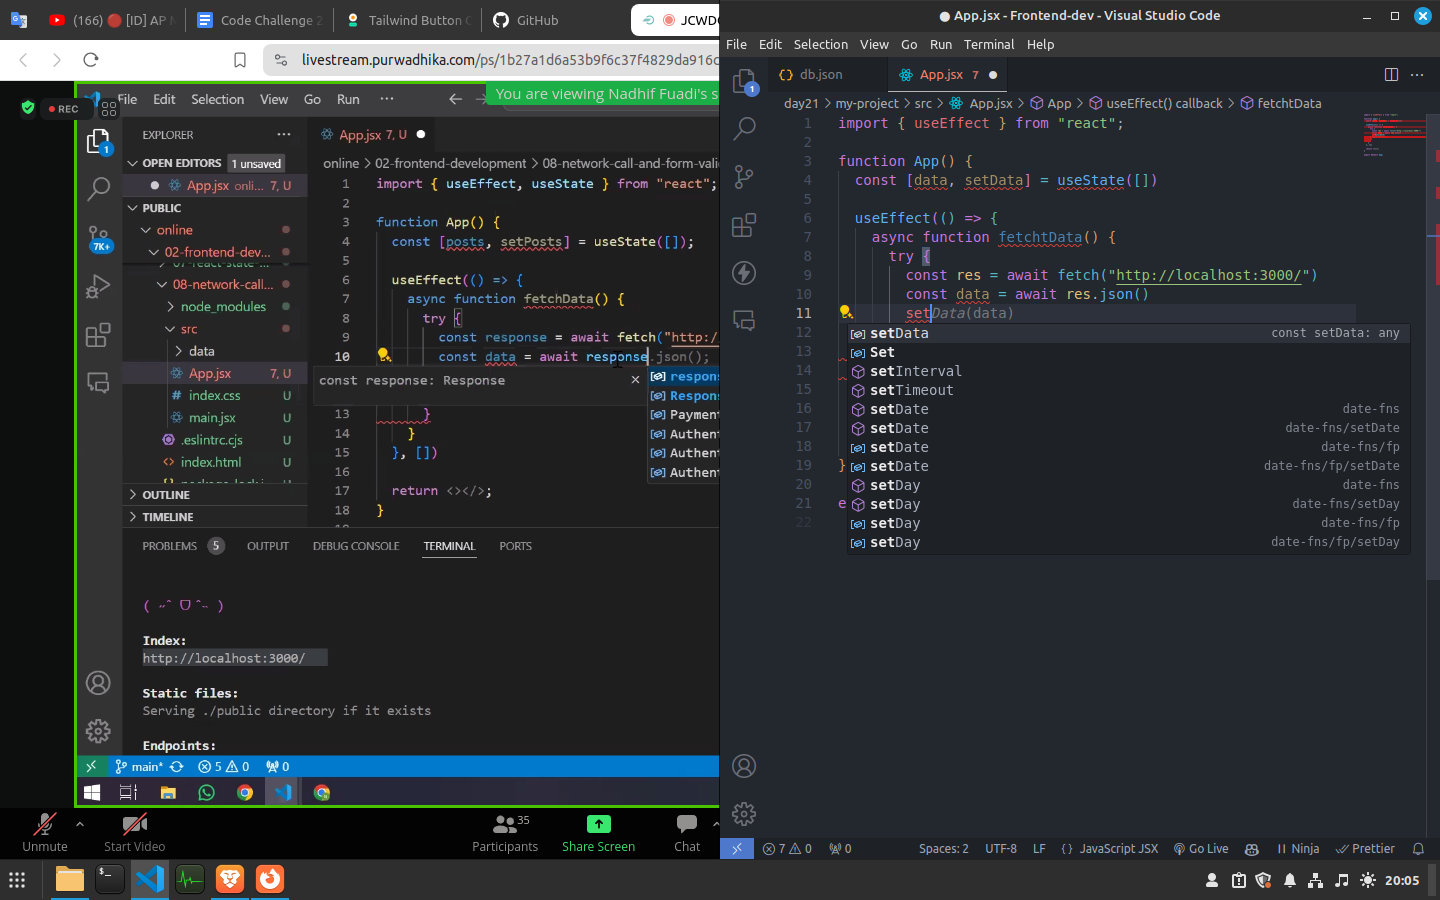 (166) 🔴 [ID] AP M
Code Challenge 2
Tailwind Button C
GitHub
JCWD
livestream.purwadhika.com/ps/1b27a1d6a53b9f6c37f4829da916c
REC
File Edit Selection View Go Run ···
You are viewing Nadhif Fuadi's s
EXPLORER
OPEN EDITORS 1 unsaved
App.jsx onli... 7, U
PUBLIC
online
02-frontend-dev...
07-react-state-...
08-network-call...
node_modules
src
data
App.jsx 7, U
index.css U
main.jsx U
.eslintrc.cjs U
index.html U
OUTLINE
TIMELINE
1
7K+
App.jsx 7, U
online > 02-frontend-development > 08-network-call-and-form-vali
1 import { useEffect, useState } from "react";
2
3 function App() {
4 const [posts, setPosts] = useState([]);
5
6 useEffect(() => {
7 async function fetchData() {
8 try {
9 const response = await fetch("http:/
10 const data = await response.json();
const response: Response
respons
Respon
Payment
Authent
Authent
Authent
13 }
14 }
15 }, [])
16
17 return <></>;
18 }
PROBLEMS 5 OUTPUT DEBUG CONSOLE TERMINAL PORTS
Index:
http://localhost:3000/
Static files:
Serving ./public directory if it exists
Endpoints:
main* 5 0 0
Unmute
Start Video
35
Participants
Share Screen
Chat
App.jsx - Frontend-dev - Visual Studio Code
File Edit Selection View Go Run Terminal Help
1
db.json
App.jsx 7
day21 > my-project > src > App.jsx > App > useEffect() callback > fetchtData
1 import { useEffect } from "react";
2
3 function App() {
4 const [data, setData] = useState([])
5
6 useEffect(() => {
7 async function fetchtData() {
8 try {
9 const res = await fetch("http://localhost:3000/")
10 const data = await res.json()
11 setData(data)
12 setData const setData: any
13 Set
14 setInterval
15 setTimeout
16 setDate date-fns
17 setDate date-fns/setDate
18 setDate date-fns/fp
19 } setDate date-fns/fp/setDate
20 setDay date-fns
21 e setDay date-fns/setDay
22 setDay date-fns/fp
setDay date-fns/fp/setDay
7 0 0 Spaces: 2 UTF-8 LF {} JavaScript JSX Go Live Ninja Prettier
20:05